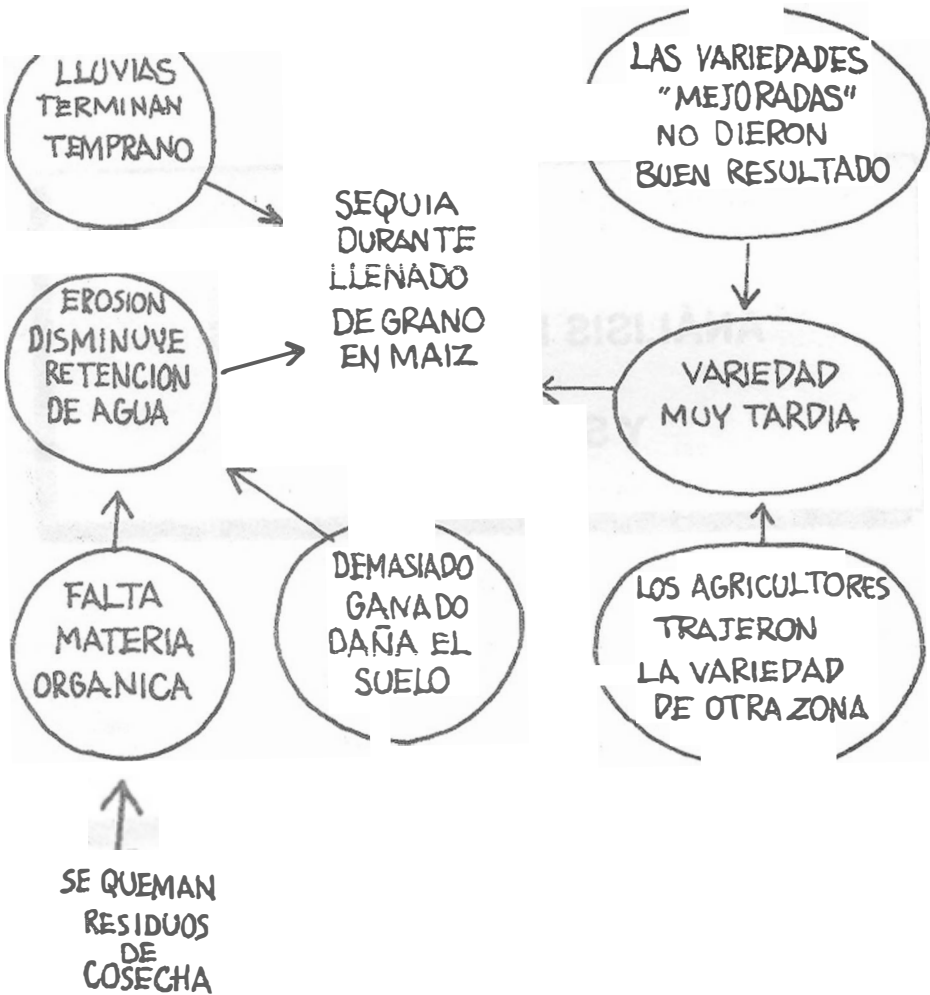 LLUVIAS
TERMINAN
TEMPRANO
LAS VARIEDADES
"MEJORADAS"
NO DIERON
BUEN RESULTADO
SEQUIA
DURANTE
LLENADO
DE GRANO
EN MAIZ
EROSION
DISMINUYE
RETENCION
DE AGUA
VARIEDAD
MUY TARDIA
FALTA
MATERIA
ORGANICA
DEMASIADO
GANADO
DAÑA EL
SUELO
LOS AGRICULTORES
TRAJERON
LA VARIEDAD
DE OTRA ZONA
SE QUEMAN
RESIDUOS
DE
COSECHA